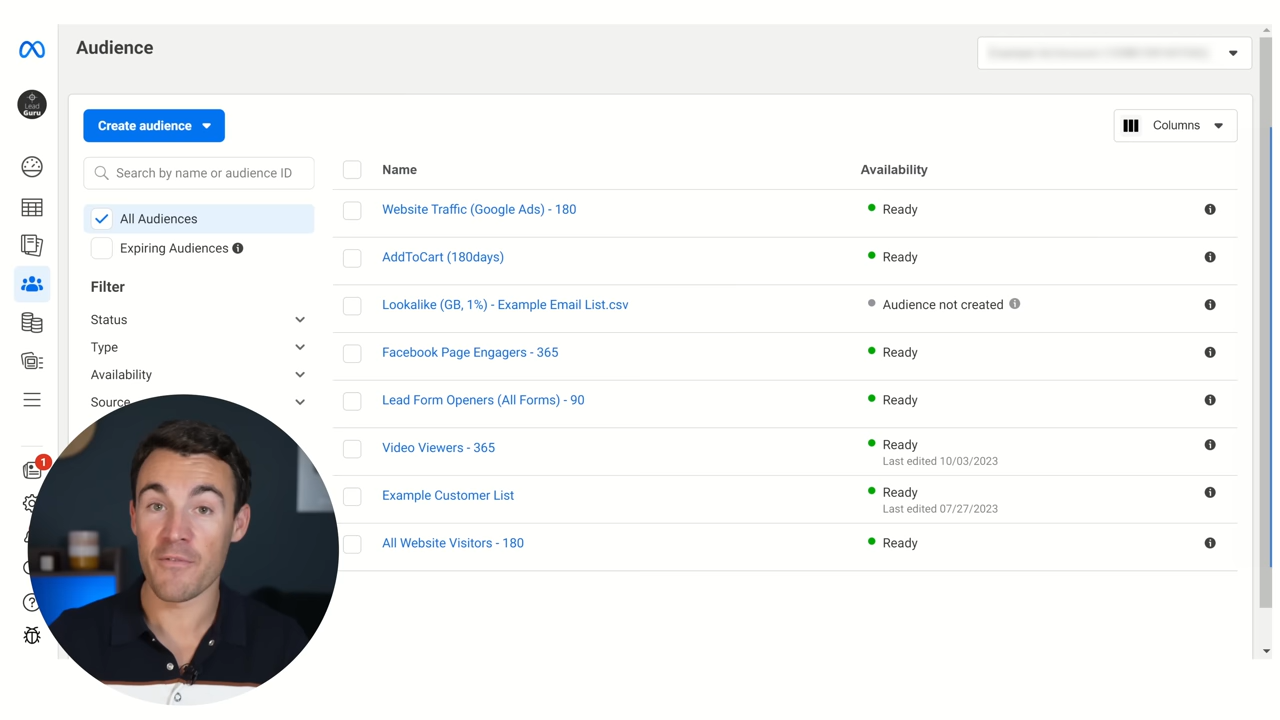 Audience
Lead
Guru
Create audience
Columns
Search by name or audience ID
All Audiences
Expiring Audiences
Filter
Status
Type
Availability
Source
Name
Availability
Website Traffic (Google Ads) - 180
Ready
AddToCart (180days)
Ready
Lookalike (GB, 1%) - Example Email List.csv
Audience not created
Facebook Page Engagers - 365
Ready
Lead Form Openers (All Forms) - 90
Ready
Video Viewers - 365
Ready
Last edited 10/03/2023
Example Customer List
Ready
Last edited 07/27/2023
All Website Visitors - 180
Ready
1